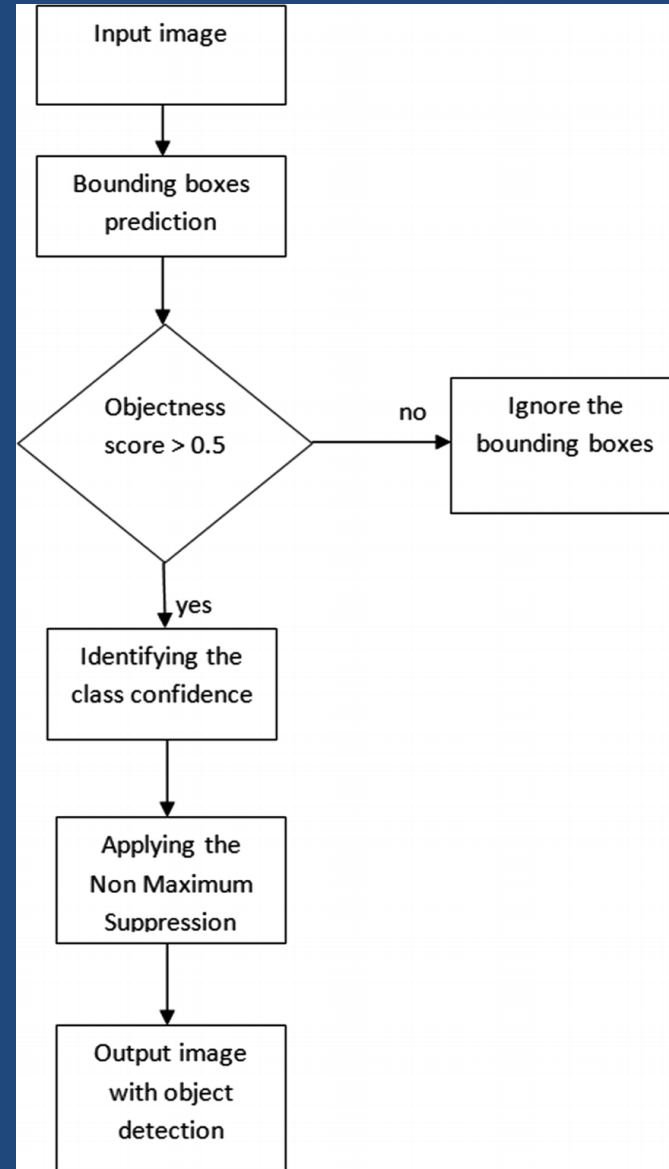 Input image
Bounding boxes
prediction
Objectness
score > 0.5
no
Ignore the
bounding boxes
yes
Identifying the
class confidence
Applying the
Non Maximum
Suppression
Output image
with object
detection